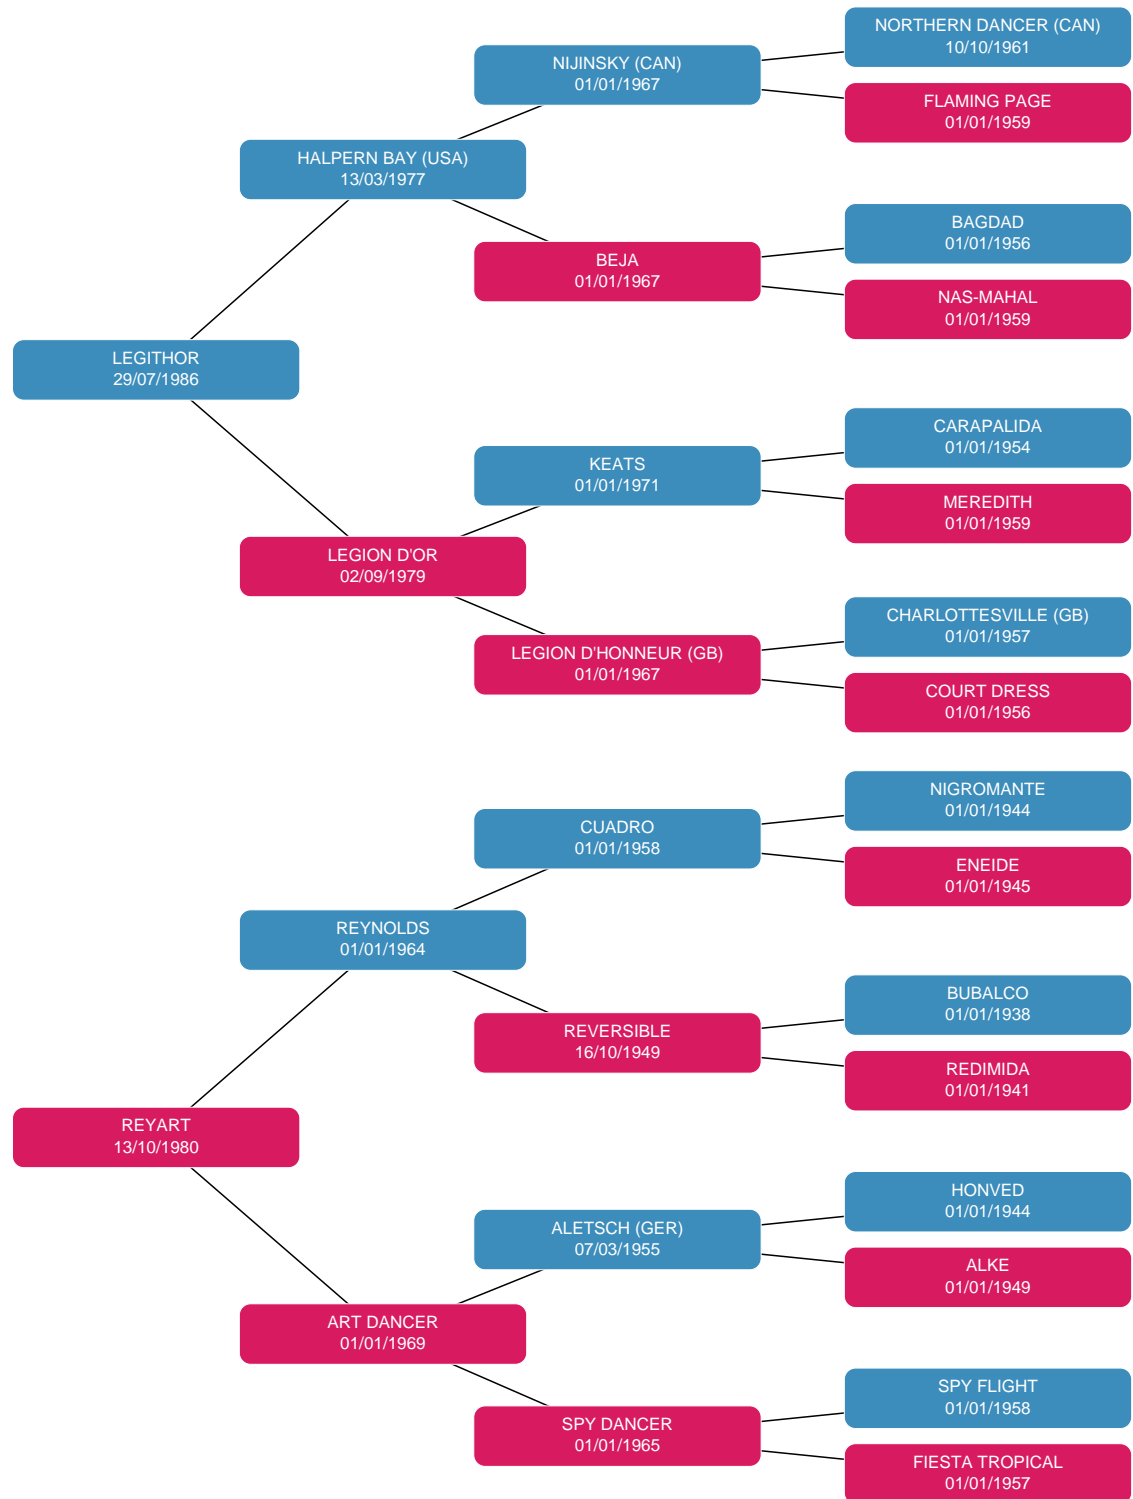 NORTHERN DANCER (CAN)
10/10/1961
NIJINSKY (CAN)
01/01/1967
FLAMING PAGE
01/01/1959
HALPERN BAY (USA)
13/03/1977
BAGDAD
01/01/1956
BEJA
01/01/1967
NAS-MAHAL
01/01/1959
LEGITHOR
29/07/1986
CARAPALIDA
01/01/1954
KEATS
01/01/1971
MEREDITH
01/01/1959
LEGION D'OR
02/09/1979
CHARLOTTESVILLE (GB)
01/01/1957
LEGION D'HONNEUR (GB)
01/01/1967
COURT DRESS
01/01/1956
NIGROMANTE
01/01/1944
CUADRO
01/01/1958
ENEIDE
01/01/1945
REYNOLDS
01/01/1964
BUBALCO
01/01/1938
REVERSIBLE
16/10/1949
REDIMIDA
01/01/1941
REYART
13/10/1980
HONVED
01/01/1944
ALETSCH (GER)
07/03/1955
ALKE
01/01/1949
ART DANCER
01/01/1969
SPY FLIGHT
01/01/1958
SPY DANCER
01/01/1965
FIESTA TROPICAL
01/01/1957